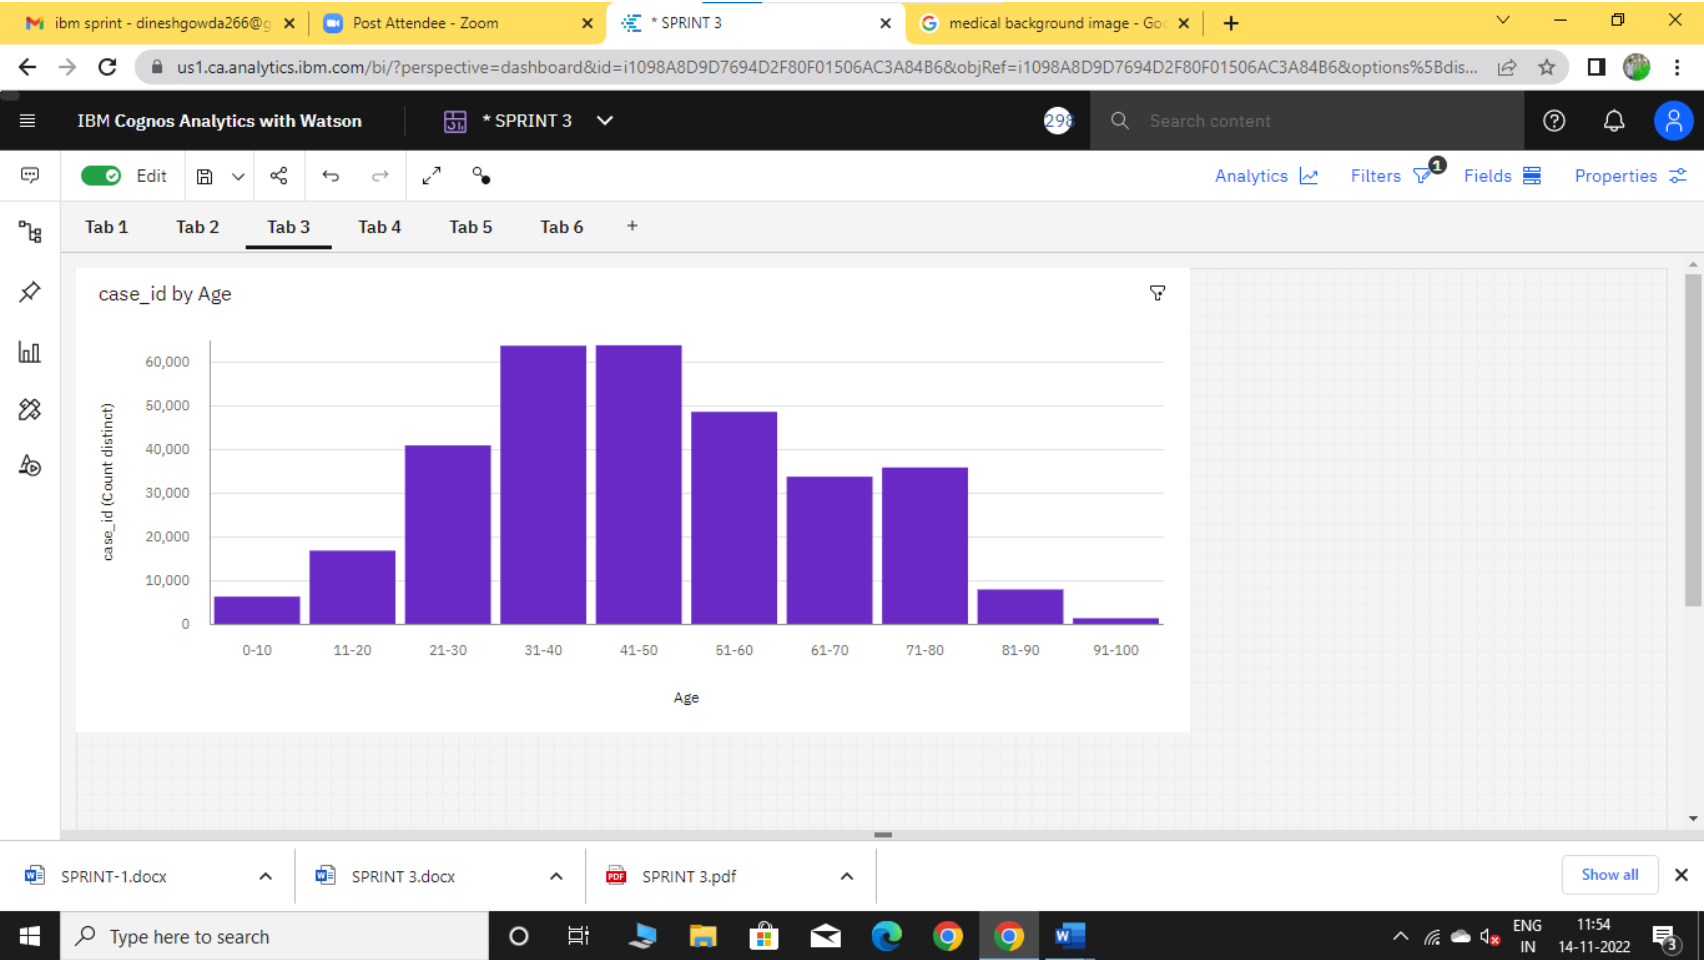 ibm sprint - dineshgowda266@g
Post Attendee - Zoom
* SPRINT 3
medical background image - Goo
us1.ca.analytics.ibm.com/bi/?perspective=dashboard&id=i1098A8D9D7694D2F80F01506AC3A84B6&objRef=i1098A8D9D7694D2F80F01506AC3A84B6&options%5Bdis...
IBM Cognos Analytics with Watson
* SPRINT 3
298
Search content
Edit
Analytics
Filters
1
Fields
Properties
Tab 1
Tab 2
Tab 3
Tab 4
Tab 5
Tab 6
case_id by Age
case_id (Count distinct)
60,000
50,000
40,000
30,000
20,000
10,000
0
0-10
11-20
21-30
31-40
41-50
51-60
61-70
71-80
81-90
91-100
Age
SPRINT-1.docx
SPRINT 3.docx
PDF
SPRINT 3.pdf
Show all
Type here to search
ENG
IN
11:54
14-11-2022
3